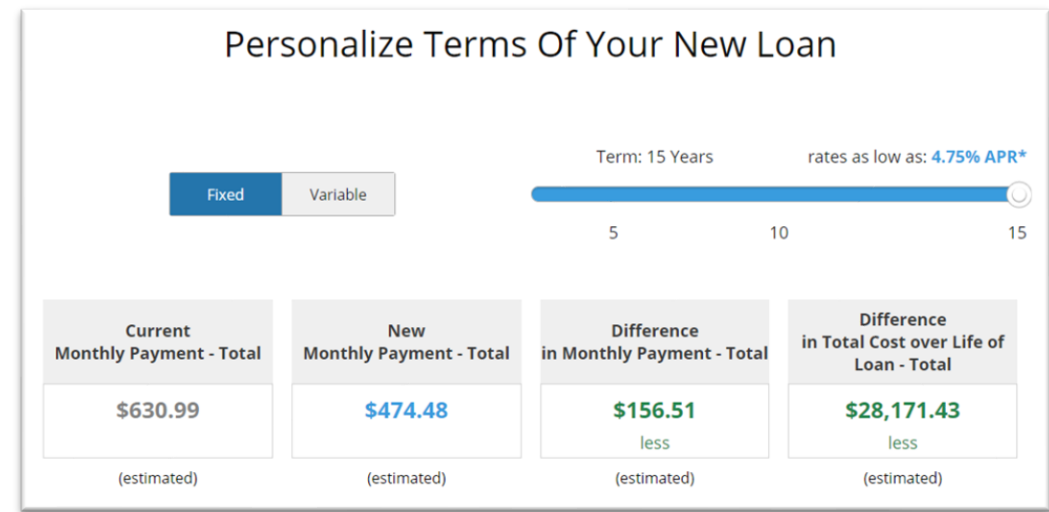 Personalize Terms Of Your New Loan
Term: 15 Years
rates as low as: 4.75% APR*
Fixed
Variable
5
10
15
Current
Monthly Payment - Total
New
Monthly Payment - Total
Difference
in Monthly Payment - Total
Difference
in Total Cost over Life of
Loan - Total
$630.99
$474.48
$156.51
less
$28,171.43
less
(estimated)
(estimated)
(estimated)
(estimated)